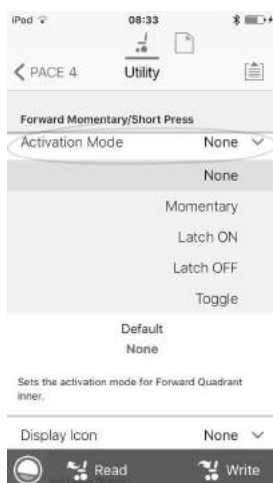 iPod 08:33
PACE 4 Utility
Forward Momentary/Short Press
Activation Mode None
None
Momentary
Latch ON
Latch OFF
Toggle
Default
None
Sets the activation mode for Forward Quadrant
inner.
Display Icon None
Read Write